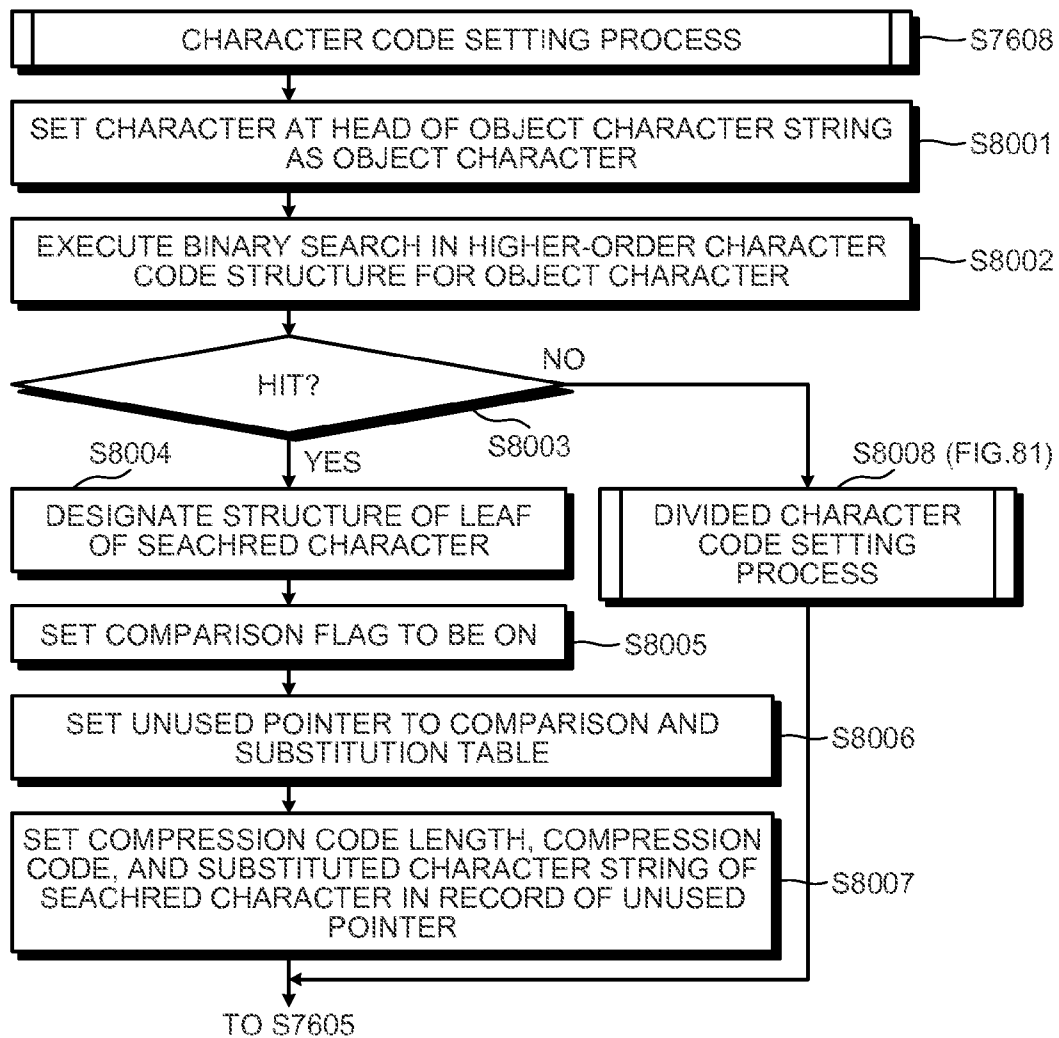 CHARACTER CODE SETTING PROCESS
S7608
SET CHARACTER AT HEAD OF OBJECT CHARACTER STRING
AS OBJECT CHARACTER
S8001
EXECUTE BINARY SEARCH IN HIGHER-ORDER CHARACTER
CODE STRUCTURE FOR OBJECT CHARACTER
S8002
HIT?
NO
S8003
YES
S8004
DESIGNATE STRUCTURE OF LEAF
OF SEACHRED CHARACTER
S8008 (FIG.81)
DIVIDED CHARACTER
CODE SETTING
PROCESS
SET COMPARISON FLAG TO BE ON
S8005
SET UNUSED POINTER TO COMPARISON AND
SUBSTITUTION TABLE
S8006
SET COMPRESSION CODE LENGTH, COMPRESSION
CODE, AND SUBSTITUTED CHARACTER STRING OF
SEACHRED CHARACTER IN RECORD OF UNUSED
POINTER
S8007
TO S7605